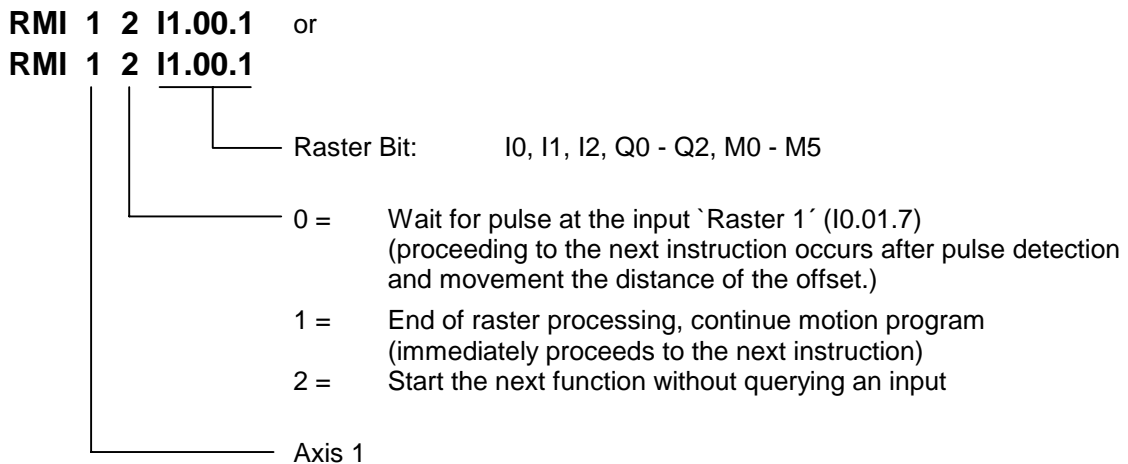 RMI 1 2 I1.00.1 or
RMI 1 2 I1.00.1
Raster Bit: I0, I1, I2, Q0 - Q2, M0 - M5
0 = Wait for pulse at the input `Raster 1´ (I0.01.7)
(proceeding to the next instruction occurs after pulse detection
and movement the distance of the offset.)
1 = End of raster processing, continue motion program
(immediately proceeds to the next instruction)
2 = Start the next function without querying an input
Axis 1